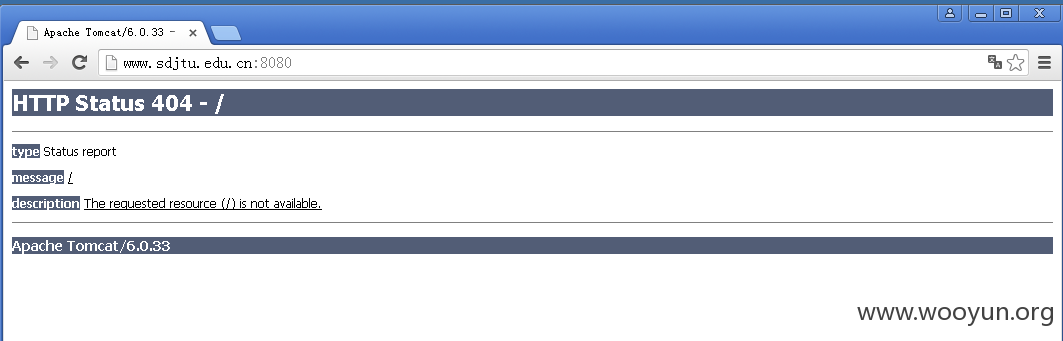 Apache Tomcat/6.0.33 -
www.sdjtu.edu.cn:8080
HTTP Status 404 - /
type Status report
message /
description The requested resource (/) is not available.
Apache Tomcat/6.0.33
www.wooyun.org